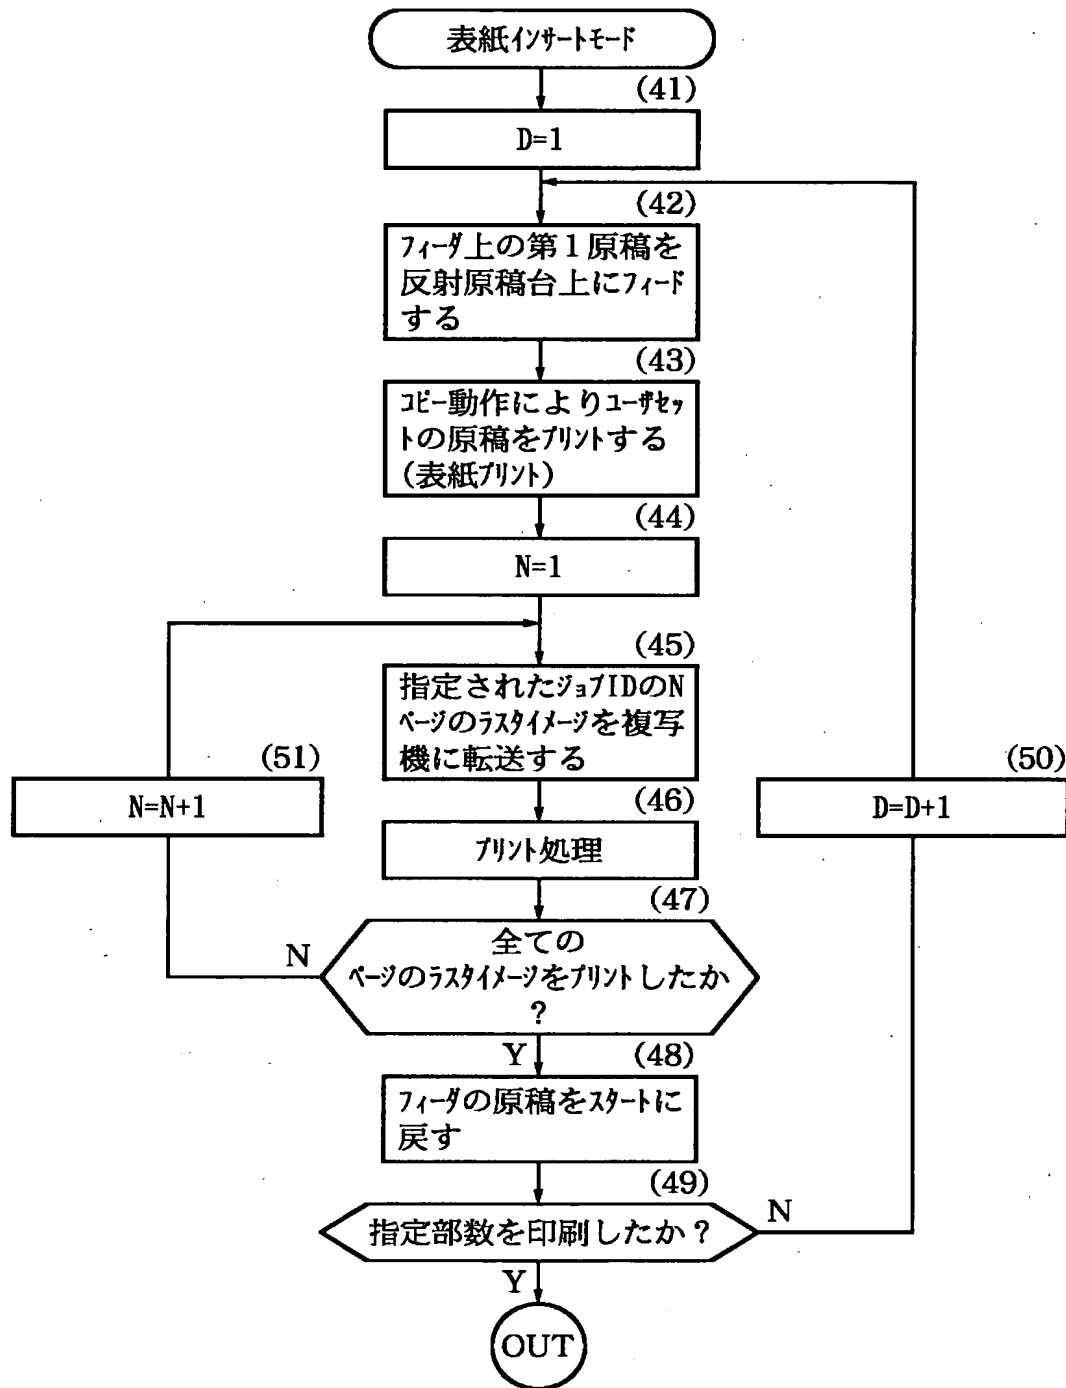 表紙インサートモード
(41)
D=1
(42)
フィーダ上の第1原稿を
反射原稿台上にフィード
する
(43)
コピー動作によりユーザセッ
トの原稿をプリントする
(表紙プリント)
(44)
N=1
(45)
指定されたジョブIDのN
ページのラスタイメージを複写
機に転送する
(51)
N=N+1
(50)
D=D+1
(46)
プリント処理
(47)
全ての
ページのラスタイメージをプリントしたか
?
N
Y
(48)
フィーダの原稿をスタートに
戻す
(49)
指定部数を印刷したか?
N
Y
OUT